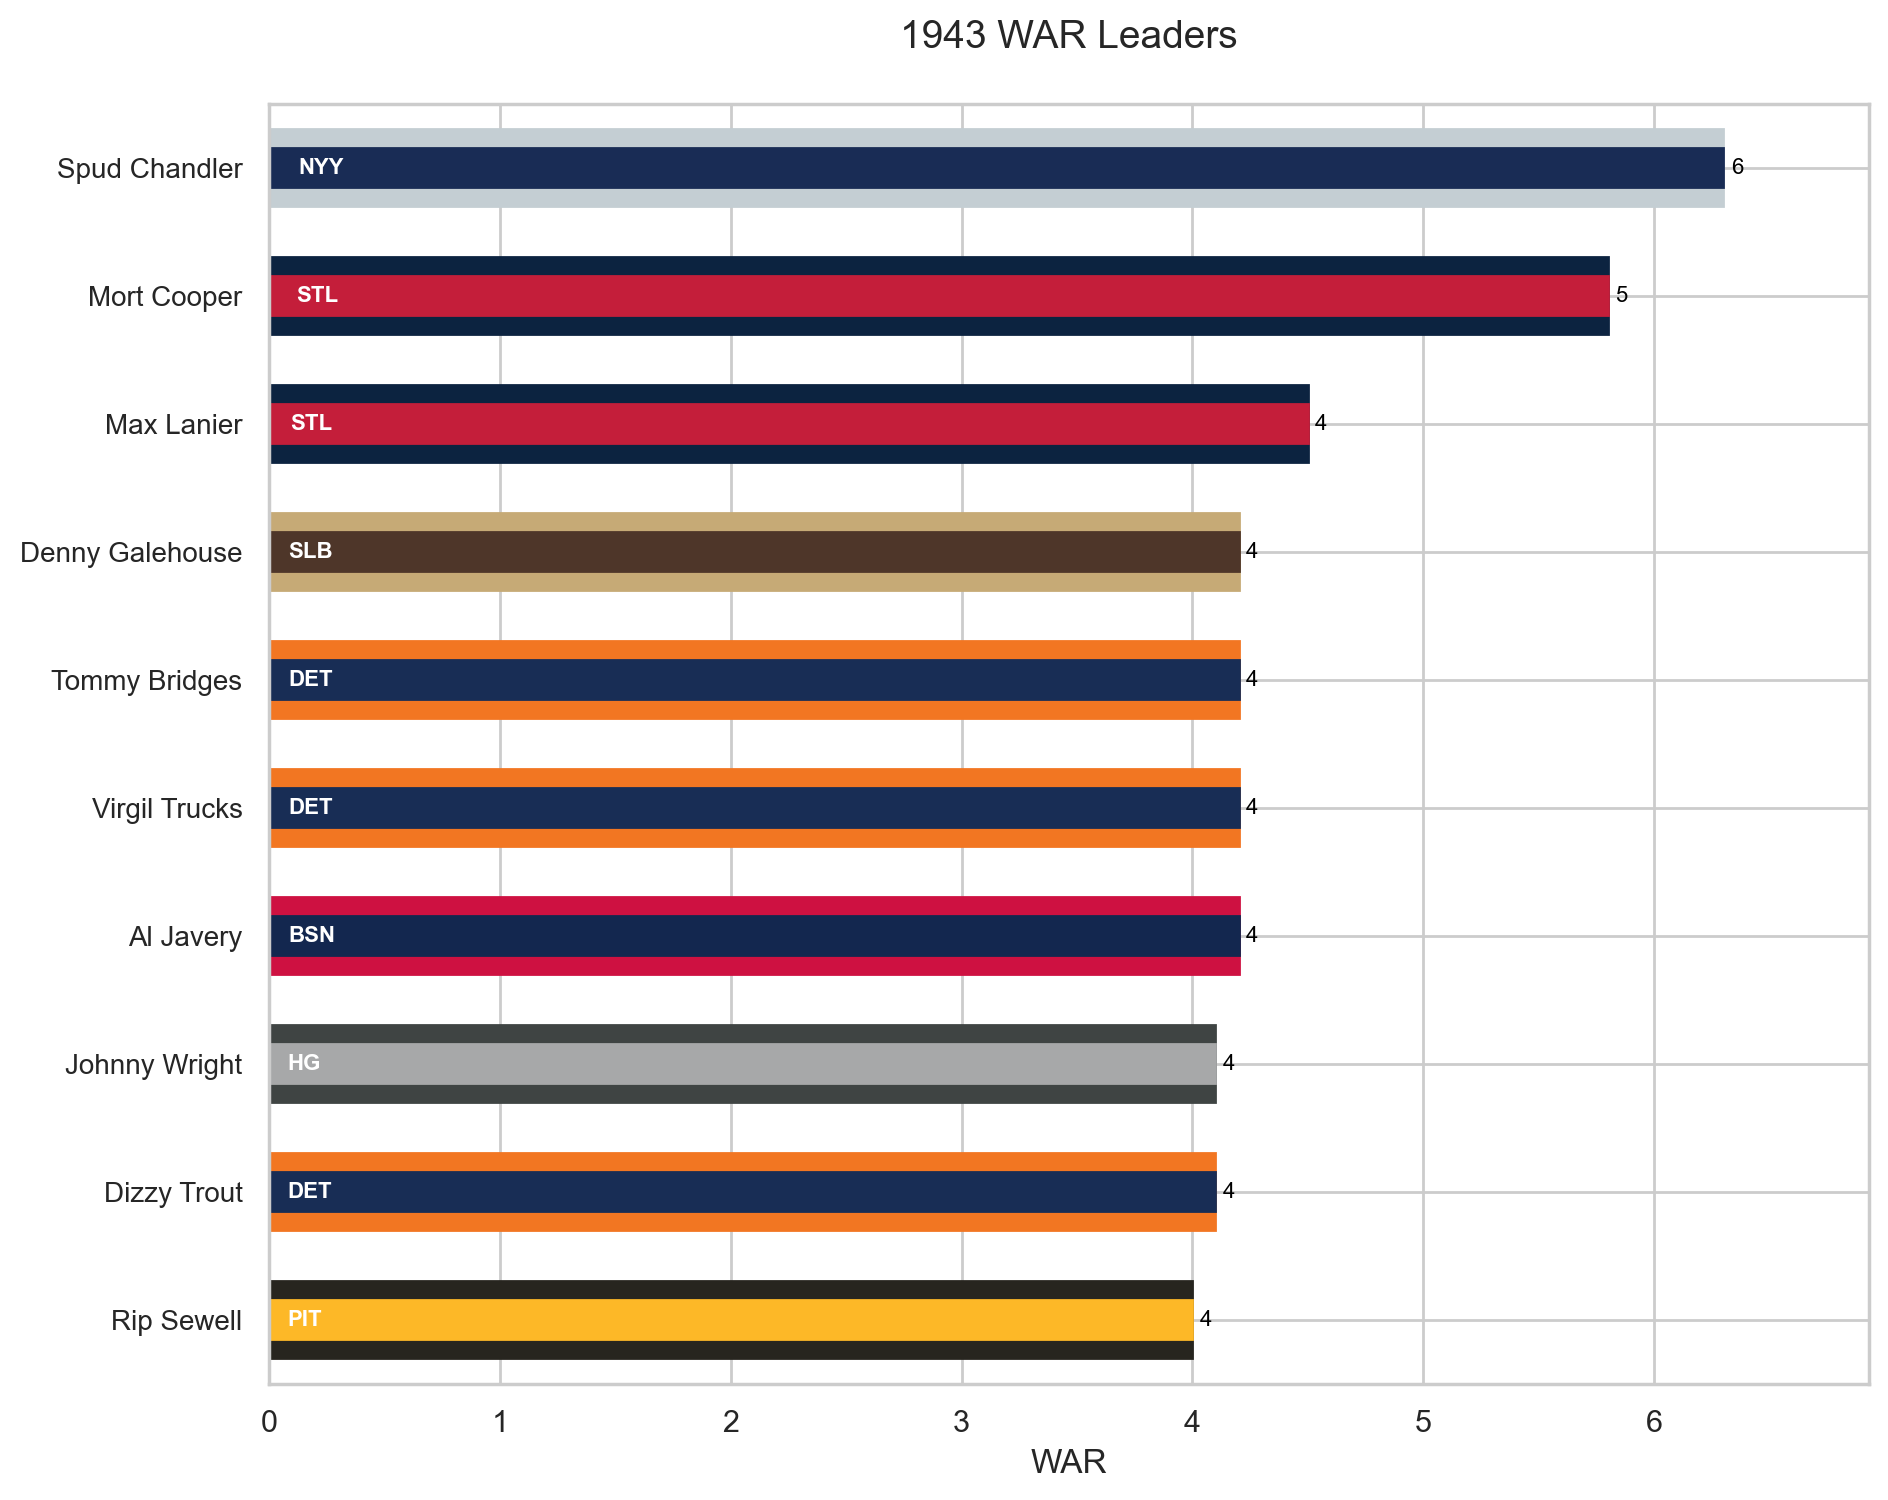 1943 WAR Leaders
Spud Chandler NYY 6
Mort Cooper STL 5
Max Lanier STL 4
Denny Galehouse SLB 4
Tommy Bridges DET 4
Virgil Trucks DET 4
Al Javery BSN 4
Johnny Wright HG 4
Dizzy Trout DET 4
Rip Sewell PIT 4
0 1 2 3 4 5 6
WAR